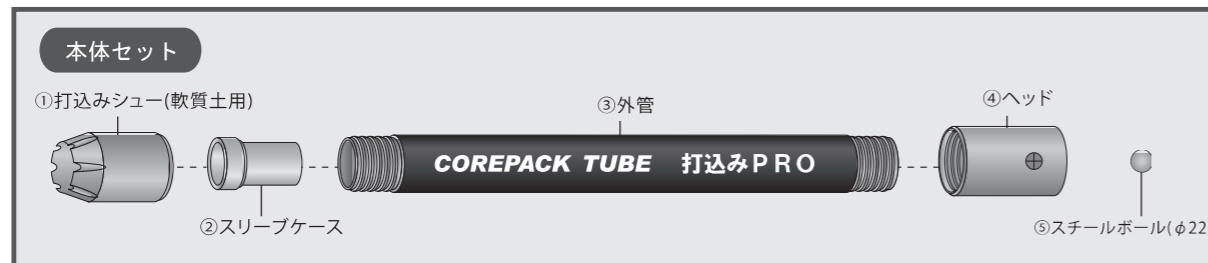 本体セット
①打込みシュー(軟質土用)
③外管
④ヘッド
COREPACK TUBE 打込みPRO
②スリーブケース
⑤スチールボール(φ22